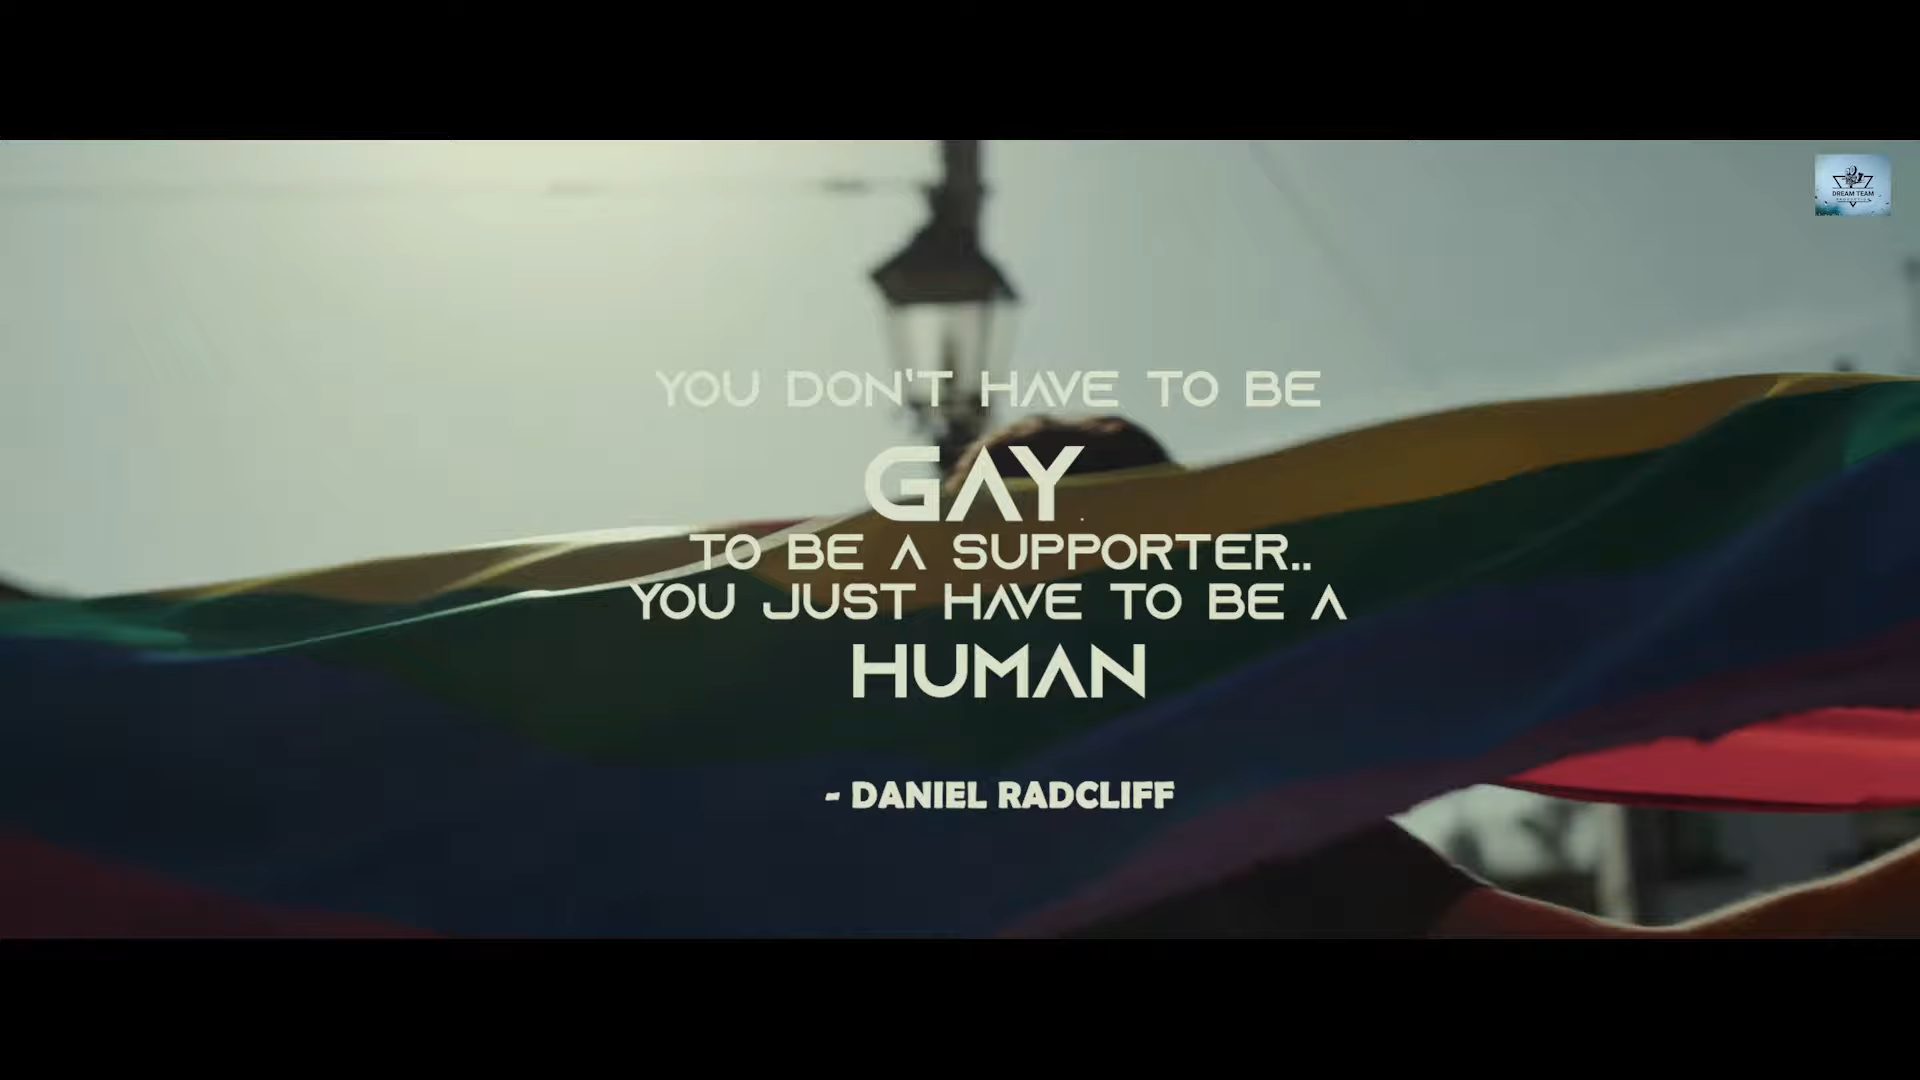 DREAM TEAM
PRODUCTION
YOU DON'T HAVE TO BE
GAY
TO BE A SUPPORTER..
YOU JUST HAVE TO BE A
HUMAN
- DANIEL RADCLIFF